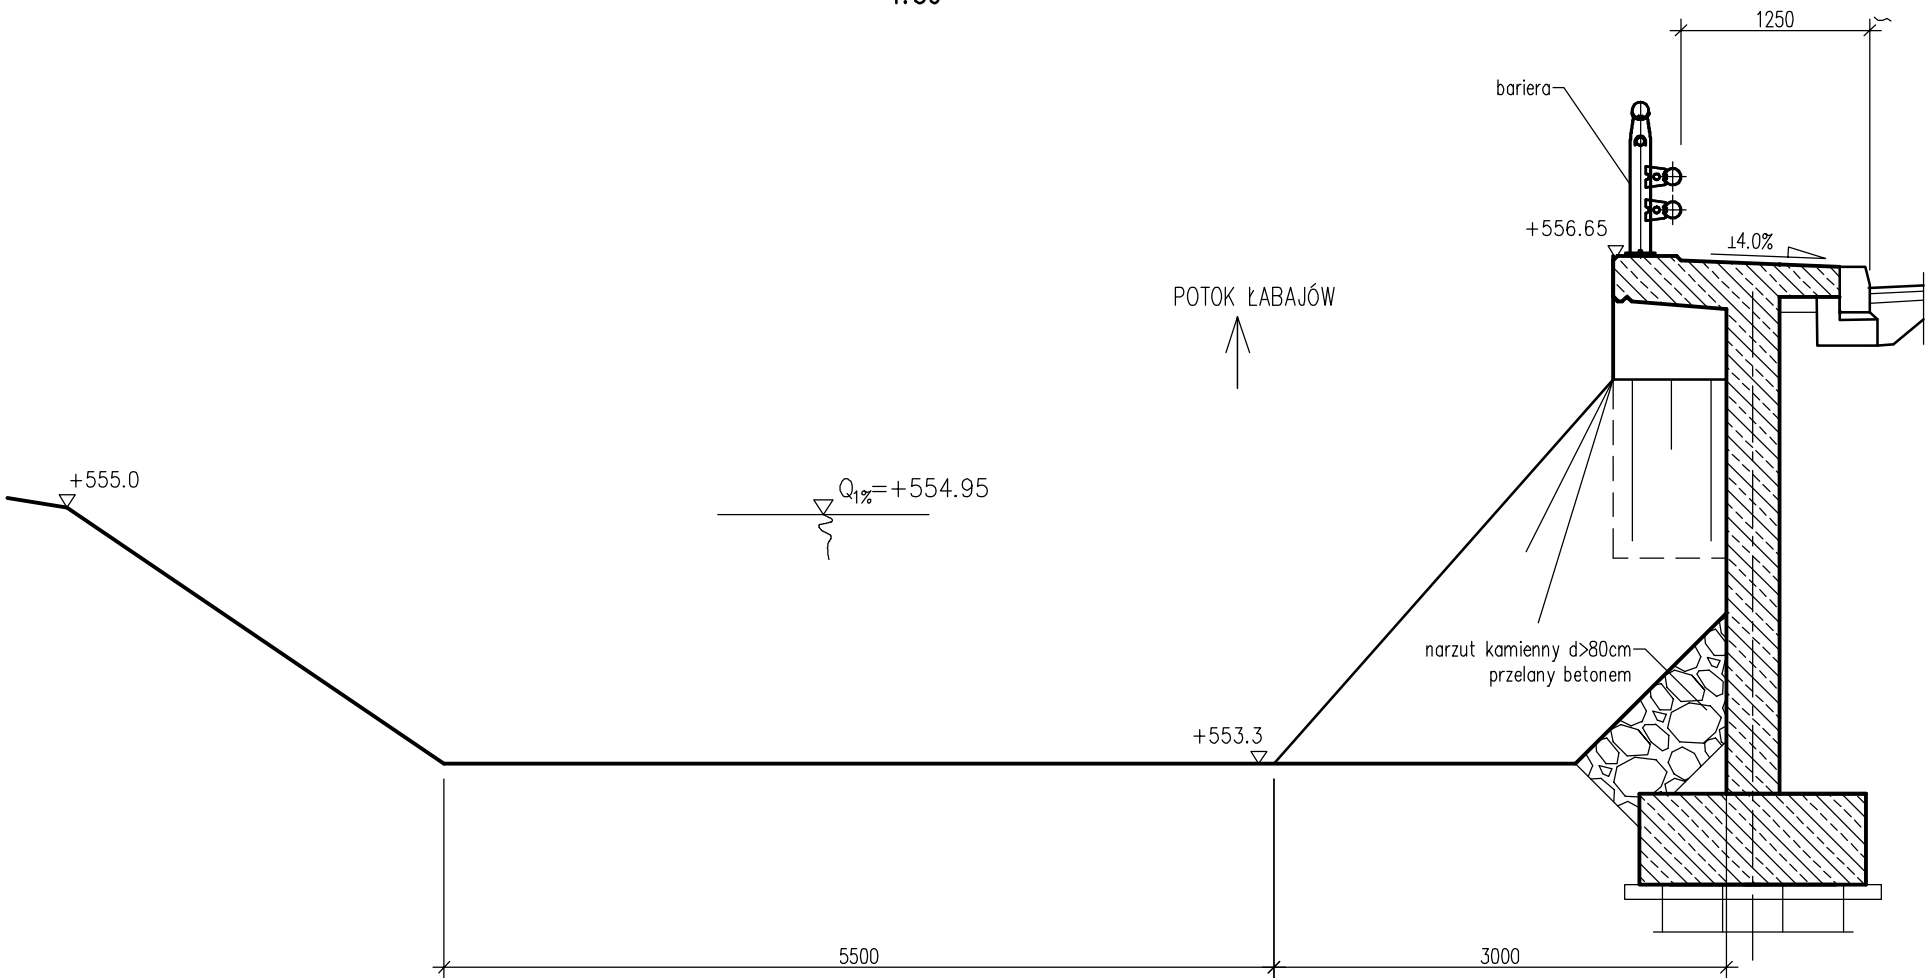 1250
bariera
+556.65
⊥4.0%
POTOK ŁABAJÓW
+555.0
Q1%=+554.95
narzut kamienny d>80cm
przelany betonem
+553.3
5500
3000